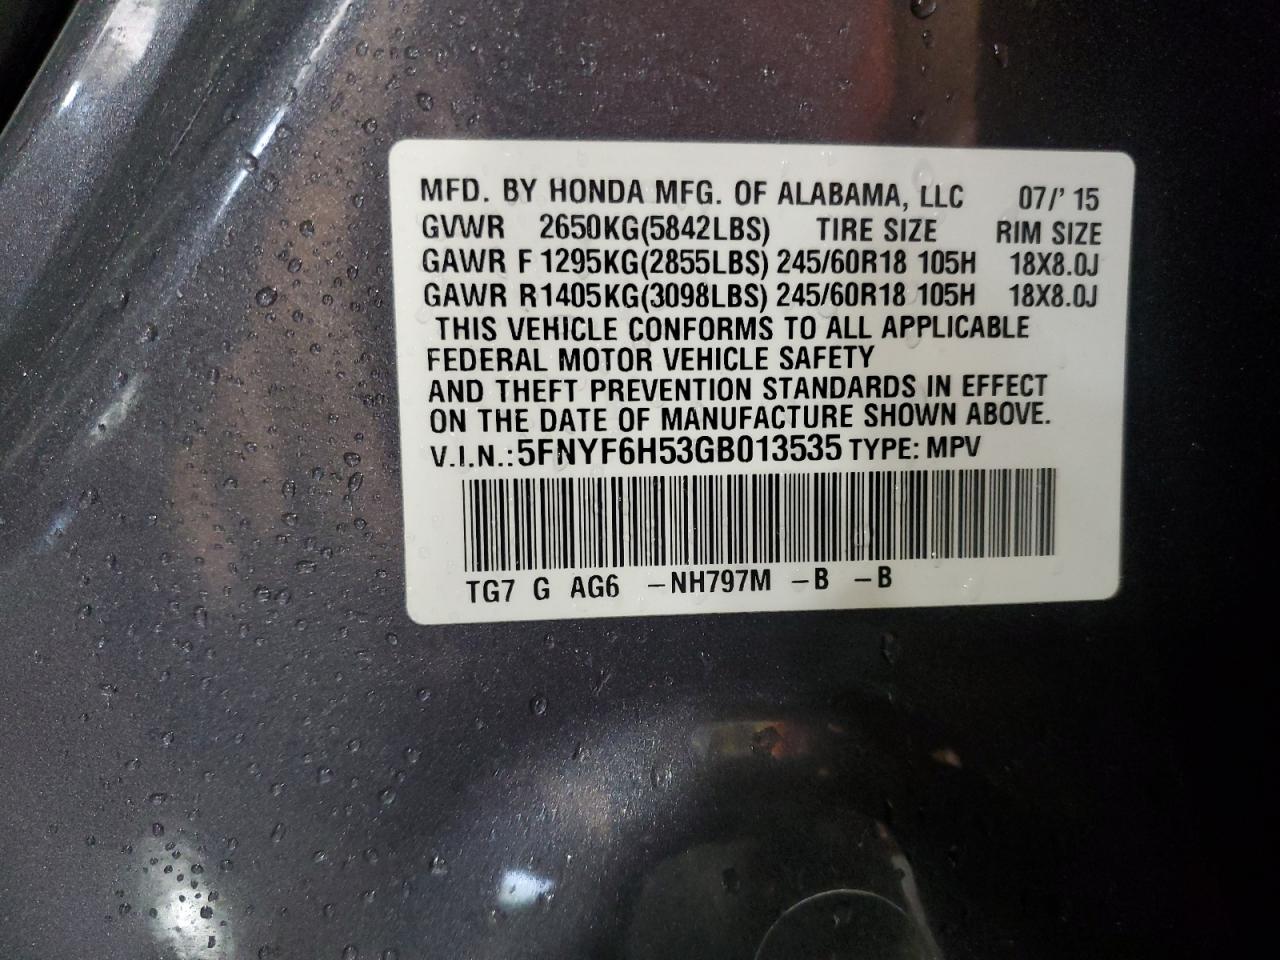 MFD. BY HONDA MFG. OF ALABAMA, LLC 07/' 15
GVWR 2650KG(5842LBS) TIRE SIZE RIM SIZE
GAWR F 1295KG(2855LBS) 245/60R18 105H 18X8.0J
GAWR R1405KG(3098LBS) 245/60R18 105H 18X8.0J
THIS VEHICLE CONFORMS TO ALL APPLICABLE
FEDERAL MOTOR VEHICLE SAFETY
AND THEFT PREVENTION STANDARDS IN EFFECT
ON THE DATE OF MANUFACTURE SHOWN ABOVE.
V.I.N.:5FNYF6H53GB013535 TYPE: MPV
TG7 G AG6 -NH797M -B -B